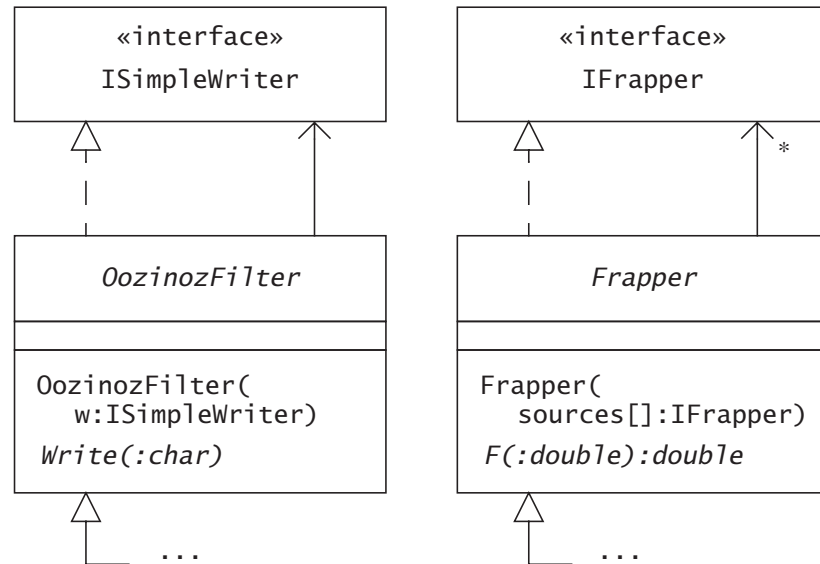 «interface»
ISimpleWriter
OozinozFilter
OozinozFilter(
w:ISimpleWriter)
Write(:char)
...
«interface»
IFrapper
*
Frapper
Frapper(
sources[]:IFrapper)
F(:double):double
...